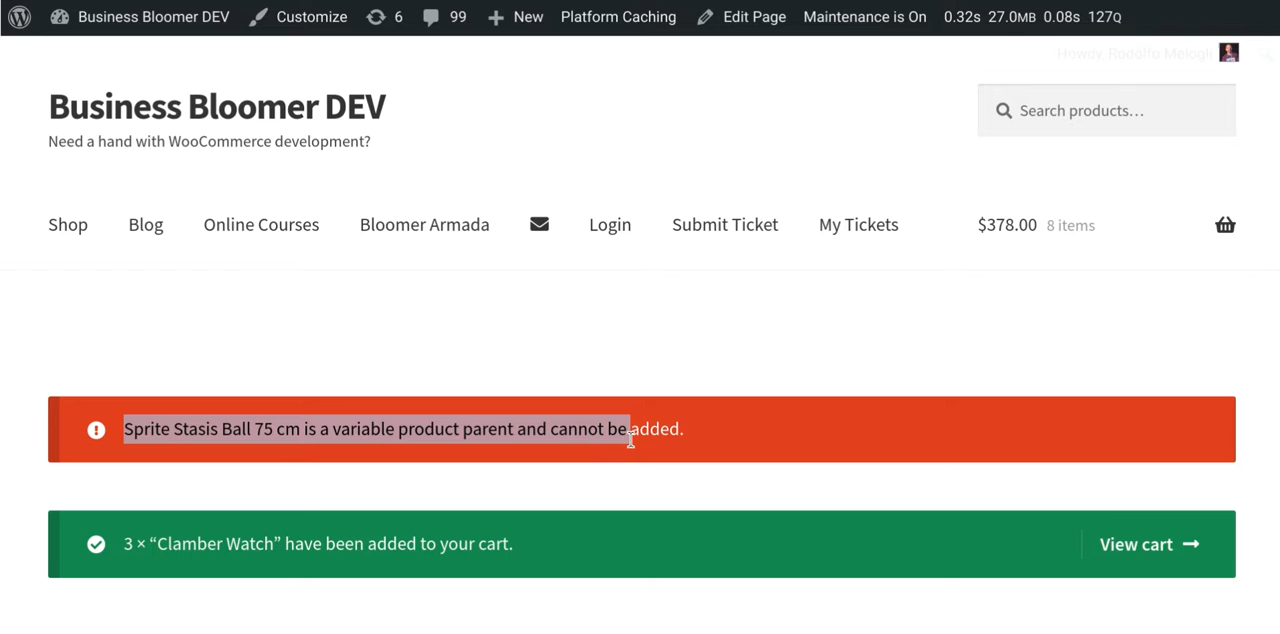 Business Bloomer DEV Customize 6 99 New Platform Caching Edit Page Maintenance is On 0.32s 27.0MB 0.08s 127Q
Howdy, Rodolfo Melogli
Business Bloomer DEV
Search products…
Need a hand with WooCommerce development?
Shop Blog Online Courses Bloomer Armada Login Submit Ticket My Tickets $378.00 8 items
Sprite Stasis Ball 75 cm is a variable product parent and cannot be added.
3 × “Clamber Watch” have been added to your cart. View cart